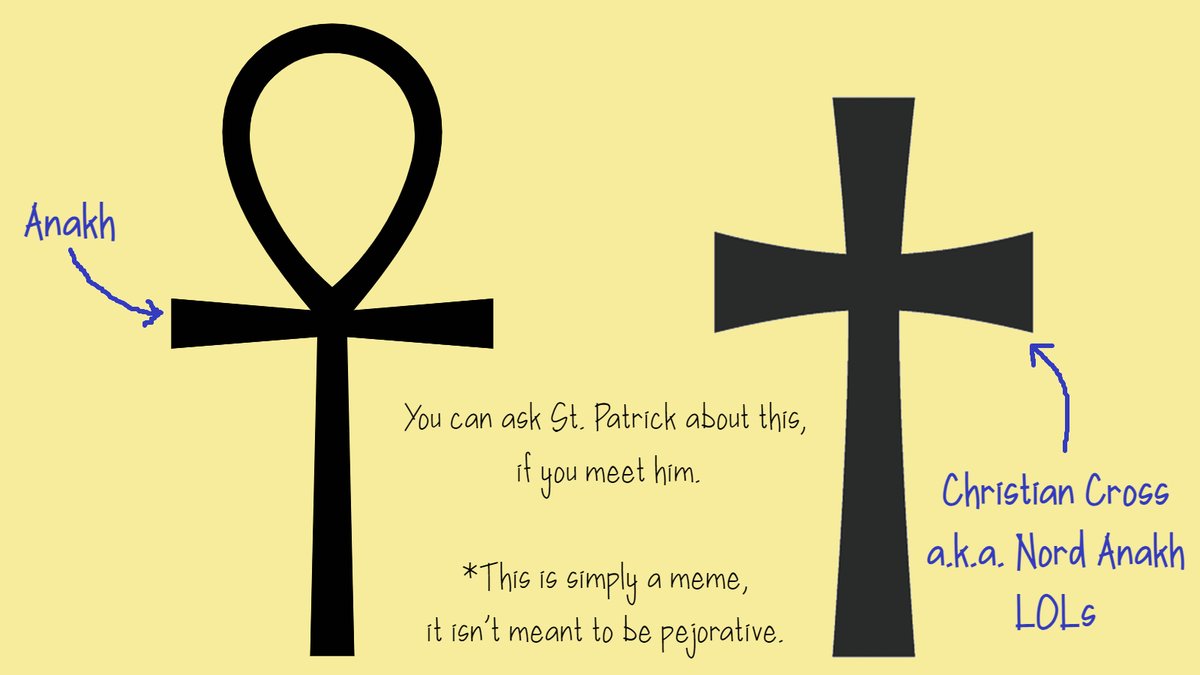 Anakh
You can ask St. Patrick about this,
if you meet him.
*This is simply a meme,
it isn't meant to be pejorative.
Christian Cross
a.k.a. Nord Anakh
LOLs